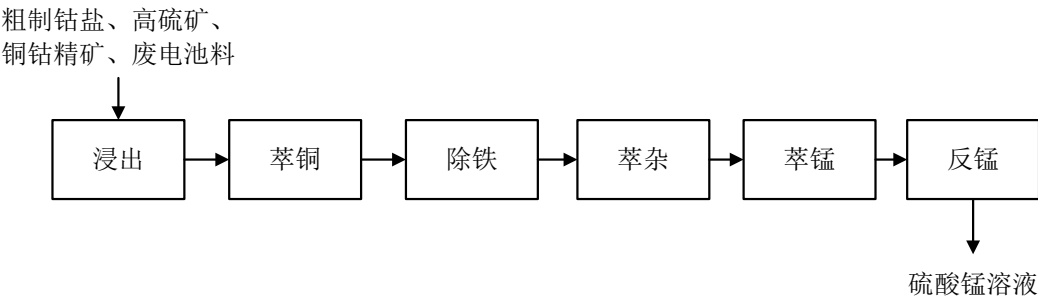 粗制钴盐、高硫矿、
铜钴精矿、废电池料
浸出
萃铜
除铁
萃杂
萃锰
反锰
硫酸锰溶液